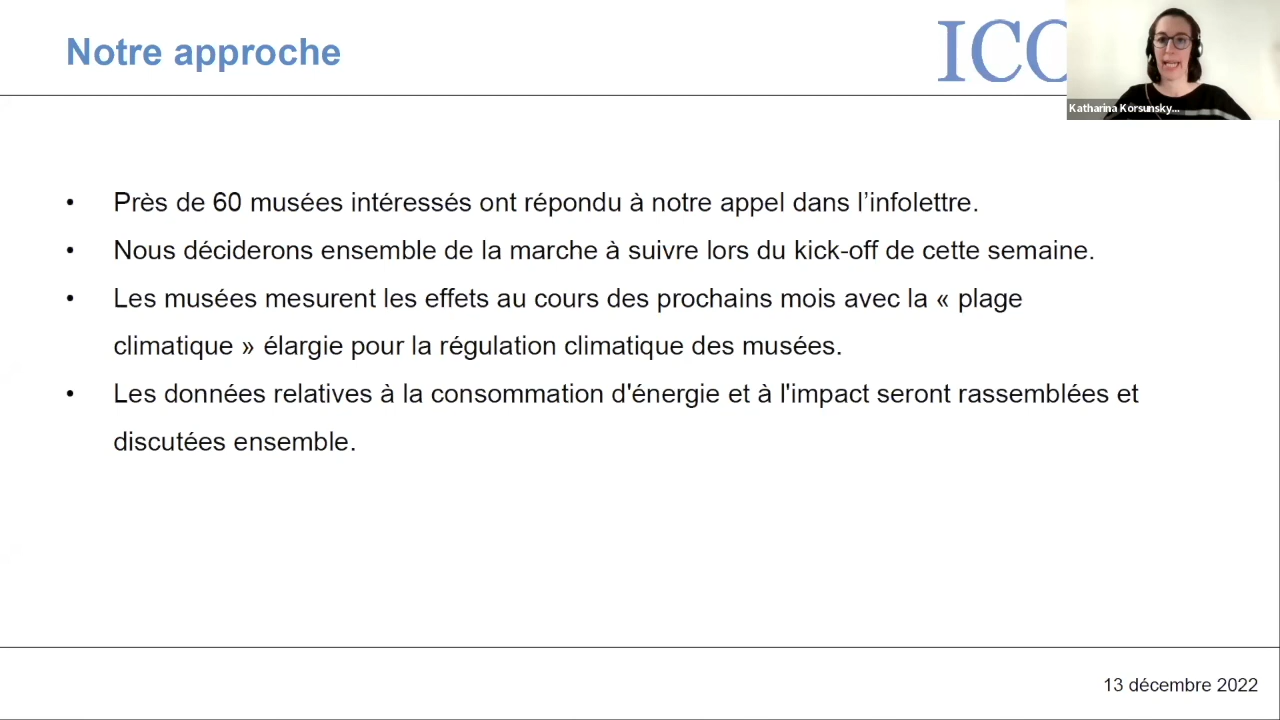 Notre approche
ICO
Katharina Korsunsky...
• Près de 60 musées intéressés ont répondu à notre appel dans l’infolettre.
• Nous déciderons ensemble de la marche à suivre lors du kick-off de cette semaine.
• Les musées mesurent les effets au cours des prochains mois avec la « plage
climatique » élargie pour la régulation climatique des musées.
• Les données relatives à la consommation d'énergie et à l'impact seront rassemblées et
discutées ensemble.
13 décembre 2022